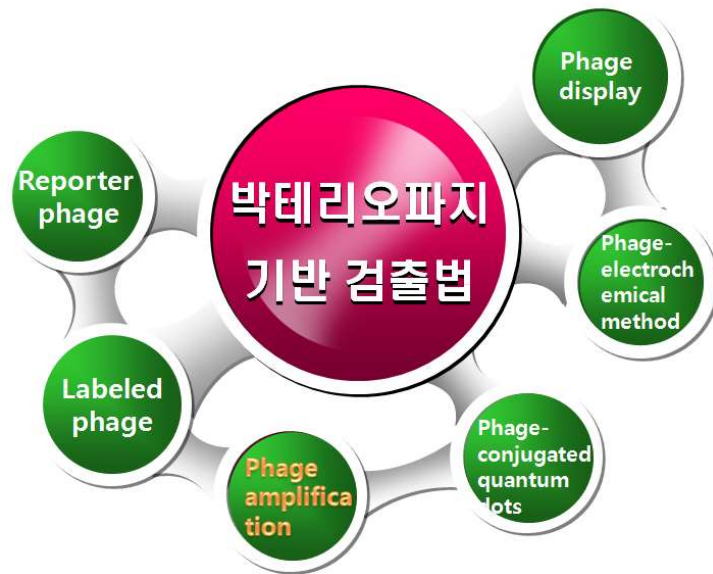 박테리오파지
기반 검출법
Phage
display
Reporter
phage
Phage-
electroch
emical
method
Labeled
phage
Phage
amplifica
tion
Phage-
conjugated
quantum
dots